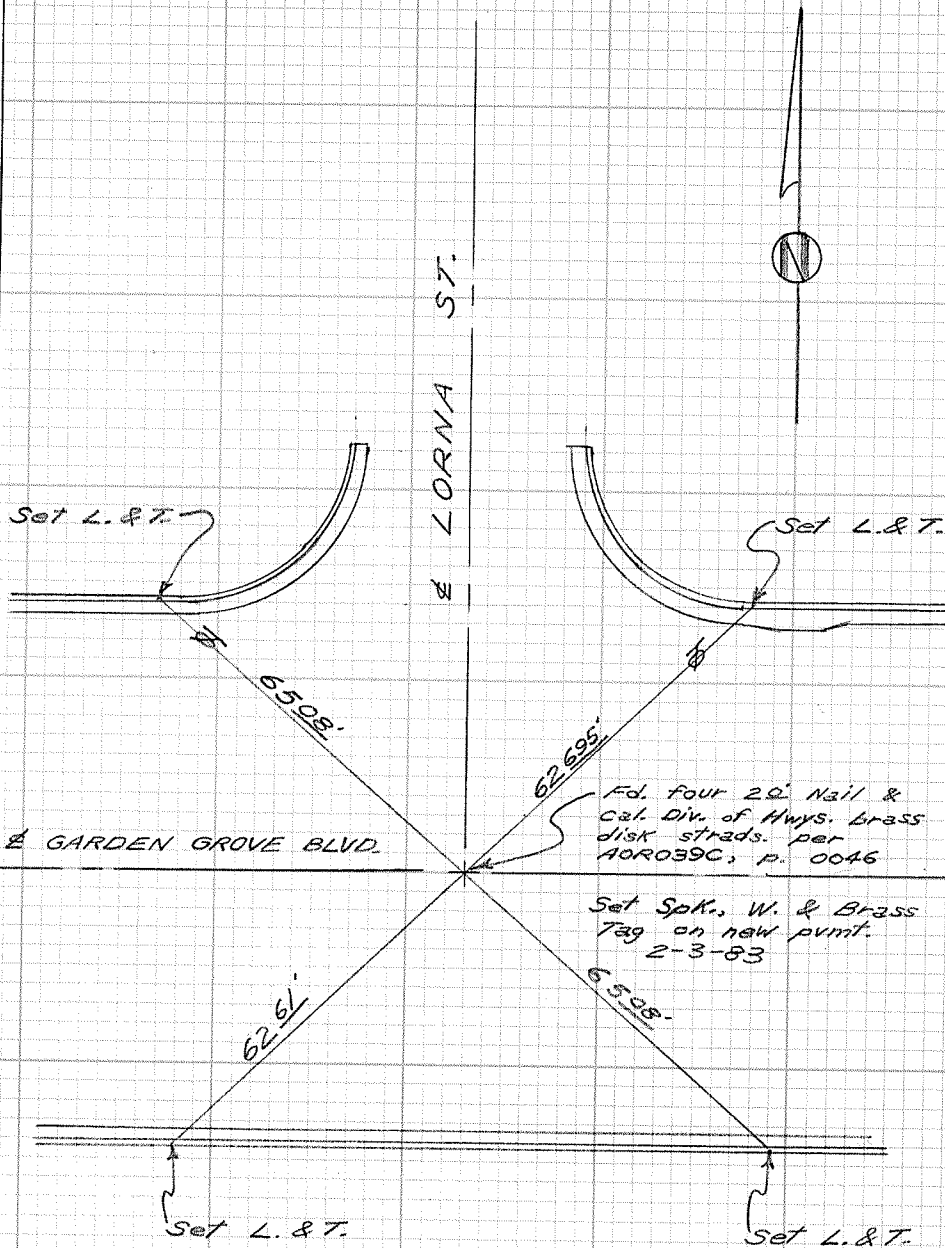 N
℄ LORNA ST.
Set L. & T.
Set L. & T.
65 08'
62 695'
Fd. four 20' Nail &
Cal. Div. of Hwys. brass
disk strads. per
AOR039C, p. 0046
℄ GARDEN GROVE BLVD.
Set Spk., W. & Brass
Tag on new pvmt.
2-3-83
62 61'
65 08'
Set L. & T.
Set L. & T.